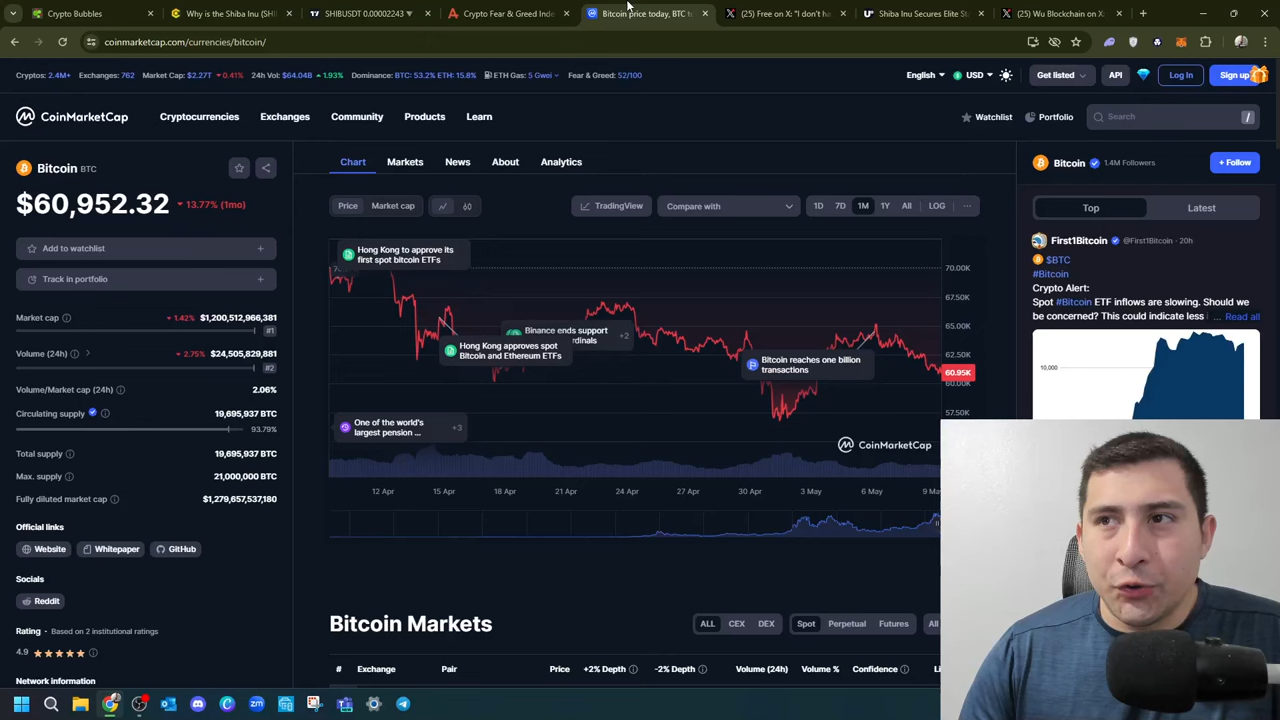 Crypto Bubbles
Why is the Shiba Inu (SHI
SHIBUSDT 0.00002243
Crypto Fear & Greed Inde
Bitcoin price today, BTC t
(25) Free on X: "I don't ha
Shiba Inu Secures Elite St
(25) Wu Blockchain on X
coinmarketcap.com/currencies/bitcoin/
Cryptos: 2.4M+ Exchanges: 762 Market Cap: $2.27T 0.41% 24h Vol: $64.04B 1.93% Dominance: BTC: 53.2% ETH: 15.8% ETH Gas: 5 Gwei Fear & Greed: 52/100
English USD Get listed API Log In Sign up
CoinMarketCap Cryptocurrencies Exchanges Community Products Learn
Watchlist Portfolio Search /
Bitcoin BTC
$60,952.32 13.77% (1mo)
Add to watchlist
Track in portfolio
Market cap 1.42% $1,200,512,966,381
#1
Volume (24h) 2.75% $24,505,829,881
#2
Volume/Market cap (24h) 2.06%
Circulating supply 19,695,937 BTC
93.79%
Total supply 19,695,937 BTC
Max. supply 21,000,000 BTC
Fully diluted market cap $1,279,657,537,180
Official links
Website Whitepaper GitHub
Socials
Reddit
Rating · Based on 2 institutional ratings
4.9
Network information
Chart Markets News About Analytics
Price Market cap TradingView Compare with 1D 7D 1M 1Y All LOG ...
Hong Kong to approve its
first spot bitcoin ETFs
Binance ends support
rdinals
+2
Hong Kong approves spot
Bitcoin and Ethereum ETFs
Bitcoin reaches one billion
transactions
One of the world's
largest pension ...
+3
70.00K
67.50K
65.00K
62.50K
60.95K
60.00K
57.50K
CoinMarketCap
12 Apr 15 Apr 18 Apr 21 Apr 24 Apr 27 Apr 30 Apr 3 May 6 May 9 May
Bitcoin Markets
ALL CEX DEX Spot Perpetual Futures All
# Exchange Pair Price +2% Depth -2% Depth Volume (24h) Volume % Confidence
Bitcoin 1.4M Followers + Follow
Top Latest
First1Bitcoin @First1Bitcoin · 20h
$BTC
#Bitcoin
Crypto Alert:
Spot #Bitcoin ETF inflows are slowing. Should we
be concerned? This could indicate less i ... Read all
10,000